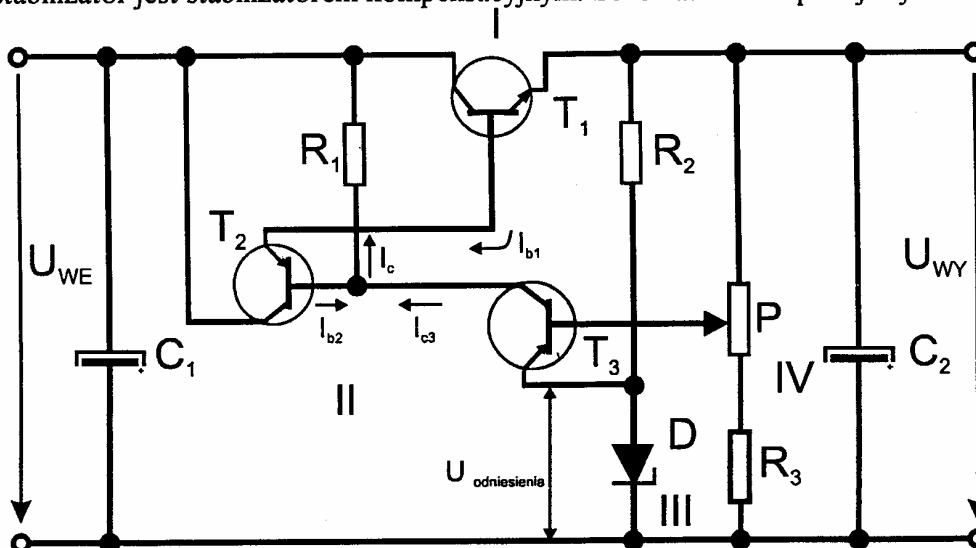 stabilizator jest stabilizatorem kompensacyjnym.
I
T1
R1
R2
T2
Ib1
Ic
UWE
UWY
Ib2
Ic3
P
T3
C1
IV
C2
II
D
R3
U odniesienia
III
+
+